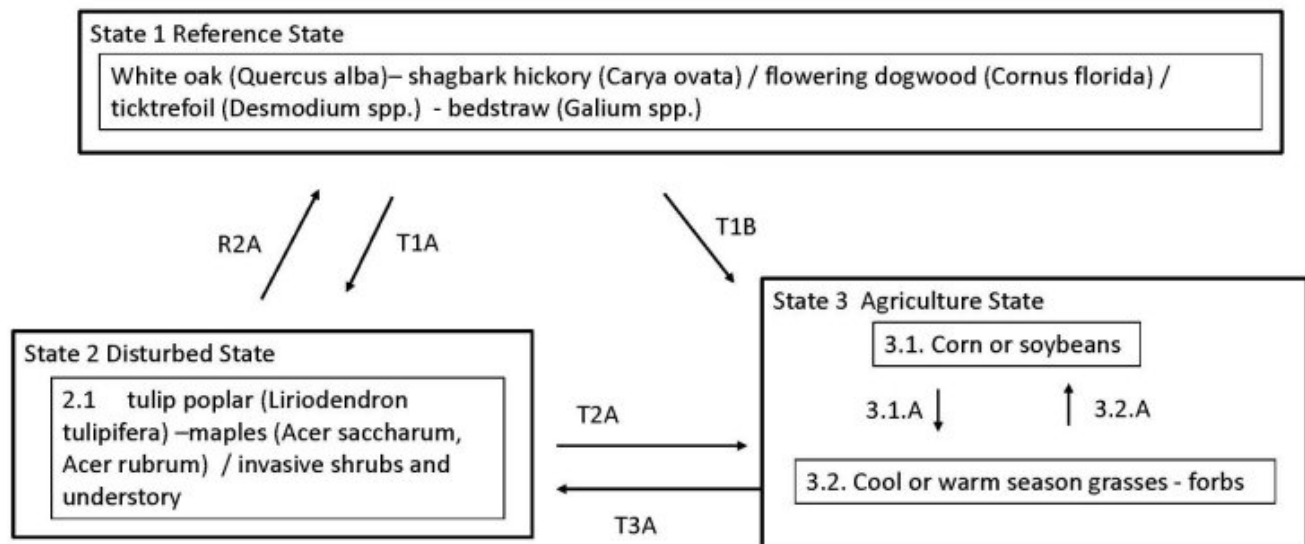 State 1 Reference State
White oak (Quercus alba)– shagbark hickory (Carya ovata) / flowering dogwood (Cornus florida) /
ticktrefoil (Desmodium spp.)  - bedstraw (Galium spp.)
R2A
T1A
T1B
State 2 Disturbed State
2.1    tulip poplar (Liriodendron
tulipifera) –maples (Acer saccharum,
Acer rubrum)  / invasive shrubs and
understory
T2A
T3A
State 3  Agriculture State
3.1. Corn or soybeans
3.1.A
3.2.A
3.2. Cool or warm season grasses - forbs